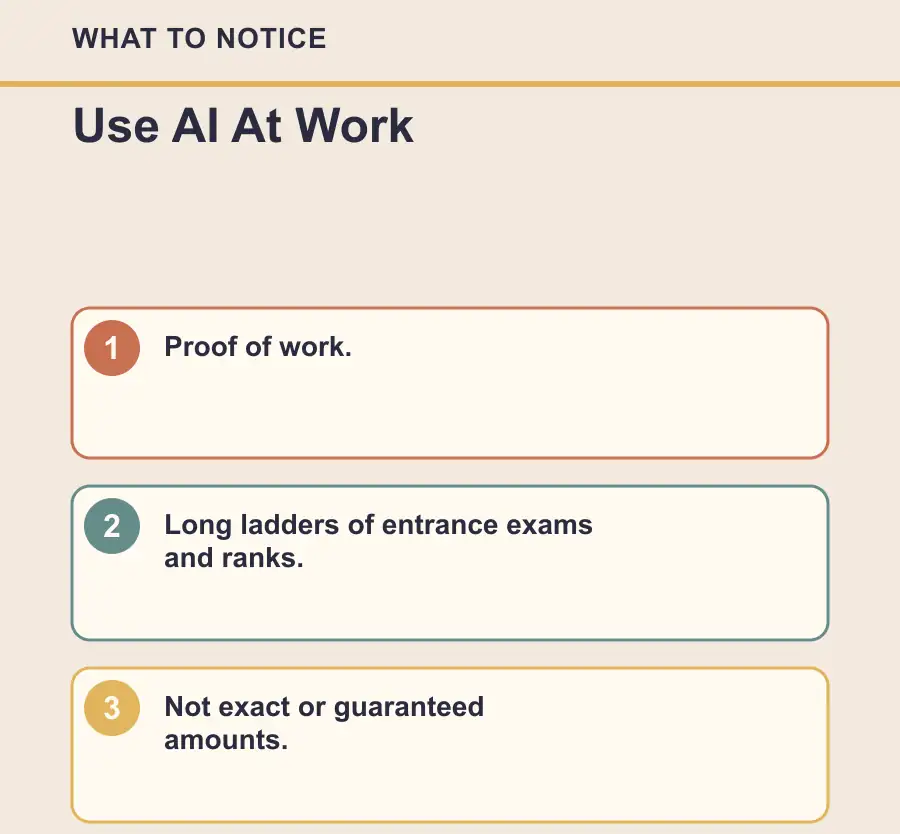 WHAT TO NOTICE
Use AI At Work
1
Proof of work.
2
Long ladders of entrance exams
and ranks.
3
Not exact or guaranteed
amounts.